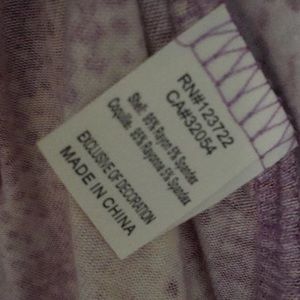 RN#123722
CA#32054
Shell: 95% Rayon 5% Spandex
Coquille: 95% Rayonne 5% Spandex
EXCLUSIVE OF DECORATION
MADE IN CHINA